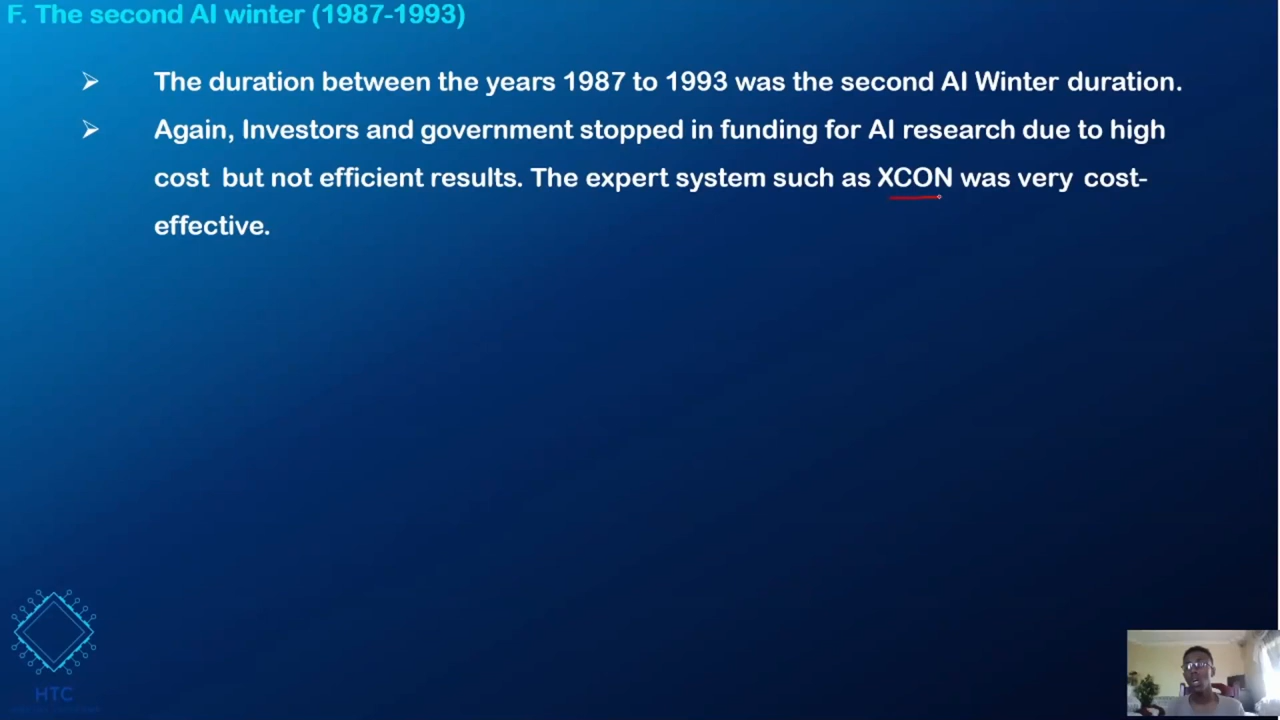 F. The second AI winter (1987-1993)
The duration between the years 1987 to 1993 was the second AI Winter duration.
Again, Investors and government stopped in funding for AI research due to high
cost but not efficient results. The expert system such as XCON was very cost-
effective.
HTC